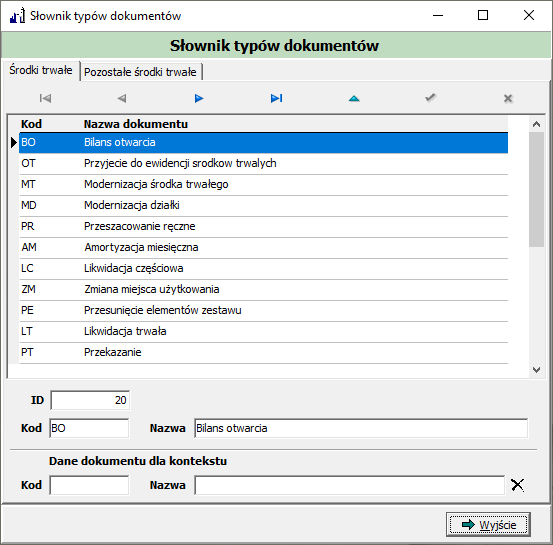 Słownik typów dokumentów
Słownik typów dokumentów
Środki trwałe Pozostałe środki trwałe
Kod Nazwa dokumentu
BO Bilans otwarcia
OT Przyjecie do ewidencji srodkow trwalych
MT Modernizacja środka trwałego
MD Modernizacja działki
PR Przeszacowanie ręczne
AM Amortyzacja miesięczna
LC Likwidacja częściowa
ZM Zmiana miejsca użytkowania
PE Przesunięcie elementów zestawu
LT Likwidacja trwała
PT Przekazanie
ID 20
Kod BO Nazwa Bilans otwarcia
Dane dokumentu dla kontekstu
Kod Nazwa
Wyjście